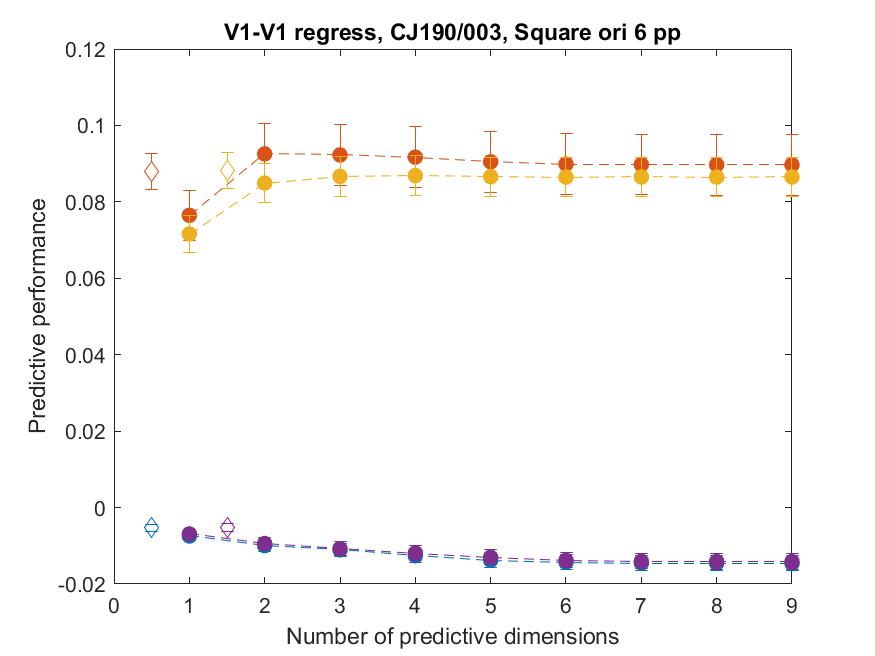 V1-V1 regress, CJ190/003, Square ori 6 pp
0.12
0.1
0.08
0.06
0.04
0.02
0
-0.02
Predictive performance
0 1 2 3 4 5 6 7 8 9
Number of predictive dimensions